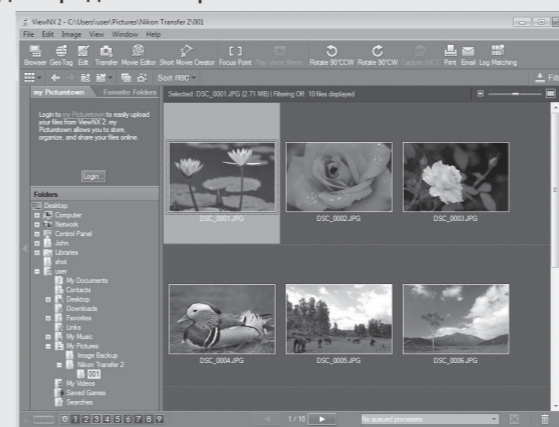 ViewNX 2 - C:\Users\user\Pictures\Nikon Transfer 2\001
File Edit Image View Window Help
Browser GeoTag Edit Transfer Movie Editor Short Movie Creator Focus Point Play Voice Memo Rotate 90°CCW Rotate 90°CW Capture NX 2 Print Email Log Matching
Sort
my Picturetown Favorite Folders
Selected: DSC_0001.JPG (2.71 MB) | Filtering Off: 10 files displayed
Login to my Picturetown to easily upload
your files from ViewNX 2. my
Picturetown allows you to store,
organize, and share your files online.
Login
Folders
Desktop
Computer
Network
Control Panel
John
Libraries
shot
user
My Documents
Contacts
Desktop
Downloads
Favorites
Links
My Music
My Pictures
Image Backup
Nikon Transfer 2
001
My Videos
Saved Games
Searches
DSC_0001.JPG DSC_0002.JPG DSC_0003.JPG
DSC_0004.JPG DSC_0005.JPG DSC_0006.JPG
0 1 2 3 4 5 6 7 8 9
1 / 10
No queued processes